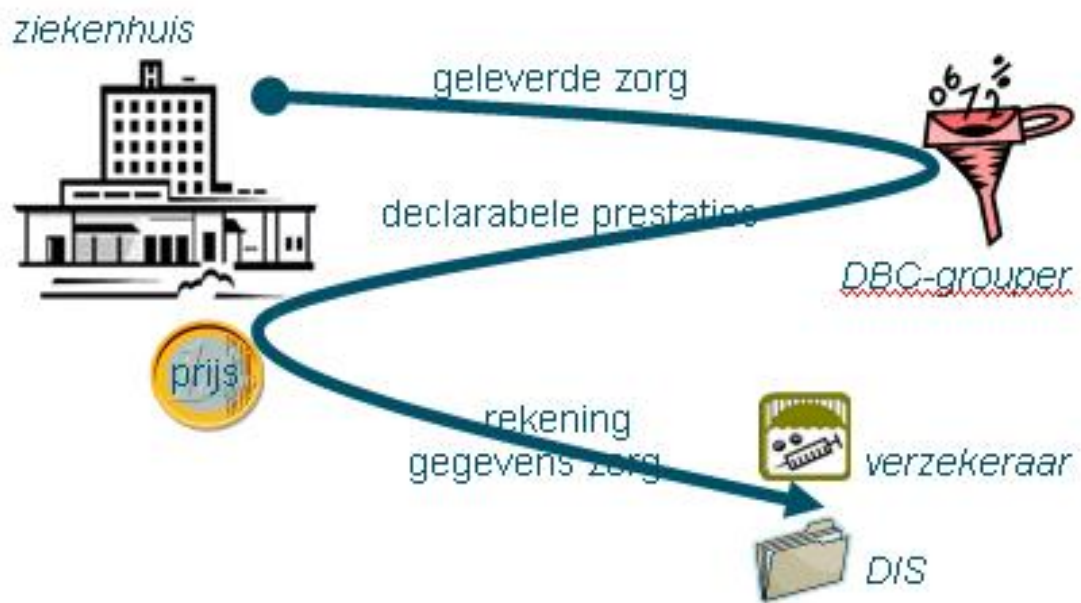 ziekenhuis
geleverde zorg
declarabele prestaties
DBC-grouper
prijs
rekening
gegevens zorg
verzekeraar
DIS